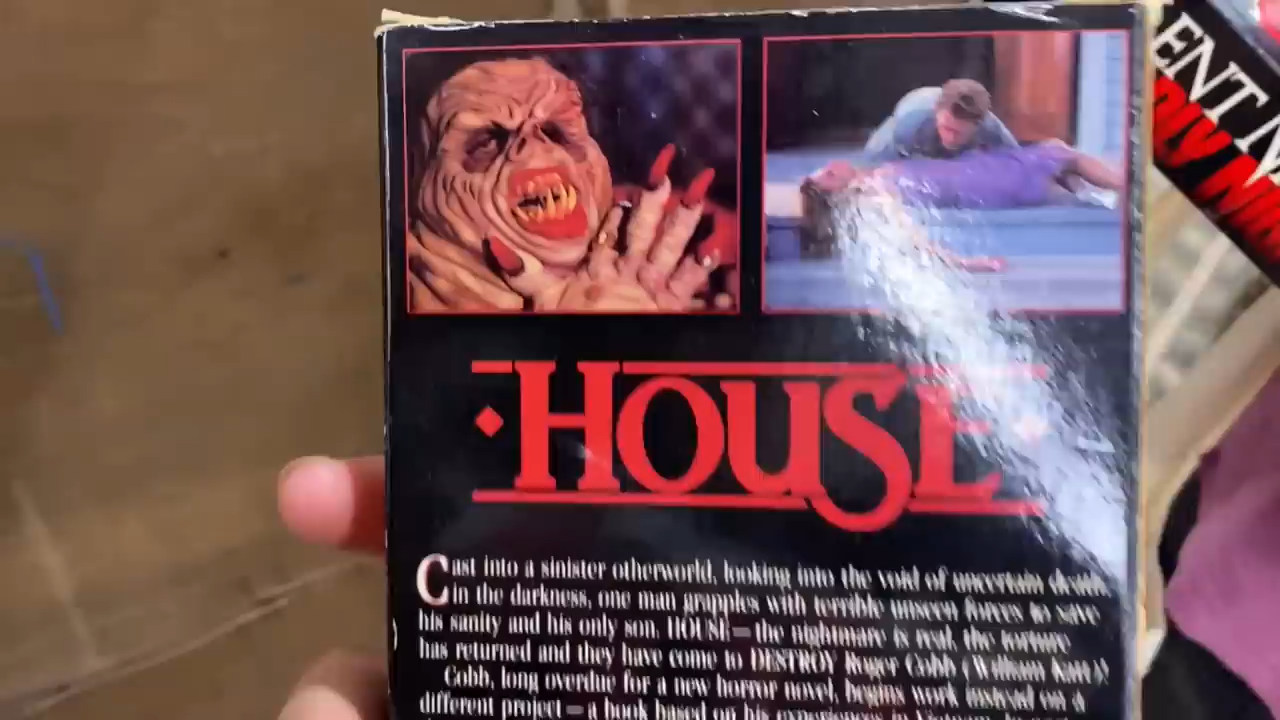 ENT N
HOUSE
Cast into a sinister otherworld, looking into the void of uncertain death.
In the darkness, one man grapples with terrible unseen forces to save
his sanity and his only son. HOUSE — the nightmare is real, the torture
has returned and they have come to DESTROY Roger Cobb (William Katt)
Cobb, long overdue for a new horror novel, begins work instead on a
different project — a book based on his experiences in Vietnam.